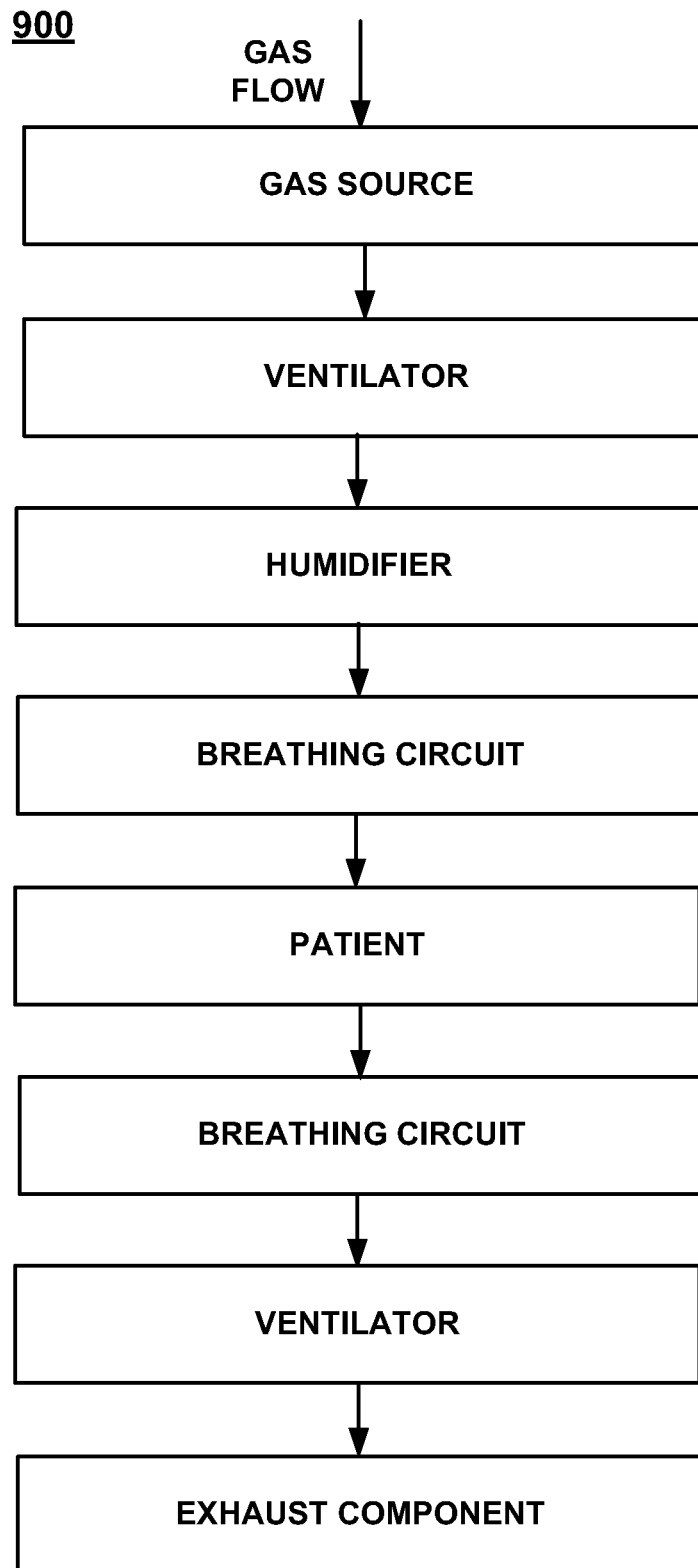 900
GAS
FLOW
GAS SOURCE
VENTILATOR
HUMIDIFIER
BREATHING CIRCUIT
PATIENT
BREATHING CIRCUIT
VENTILATOR
EXHAUST COMPONENT